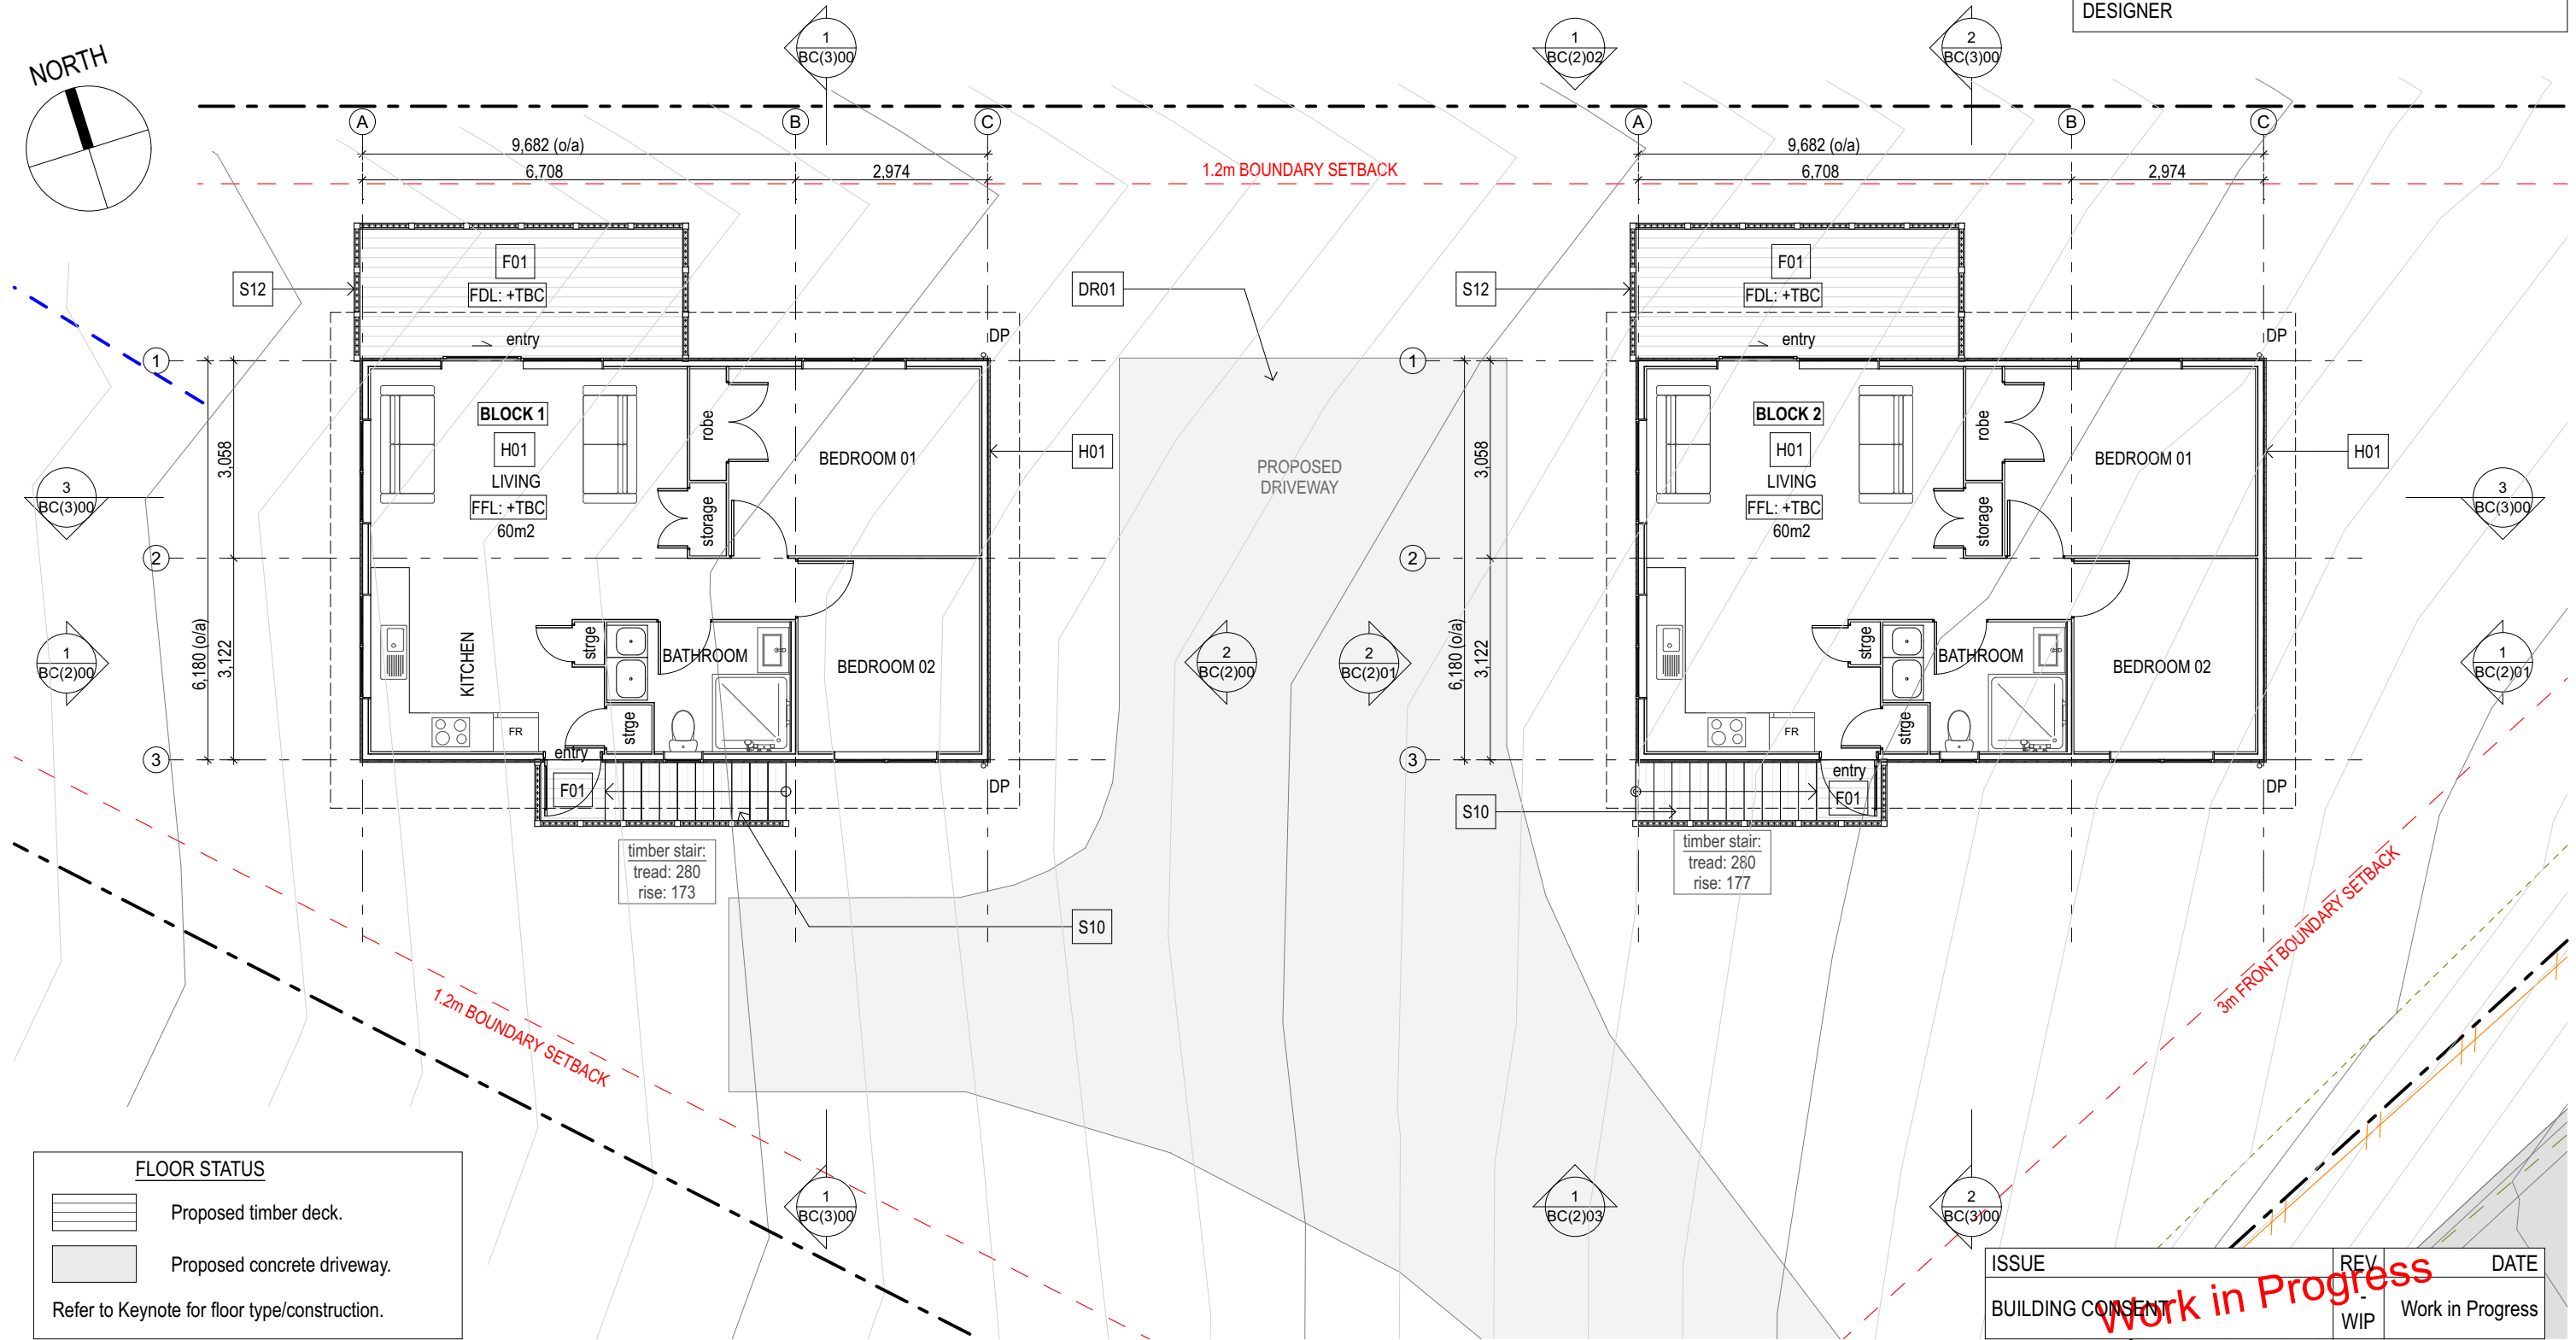 DESIGNER
NORTH
1
BC(3)00
1
BC(2)02
2
BC(3)00
A
B
C
A
B
C
9,682 (o/a)
6,708
2,974
1.2m BOUNDARY SETBACK
9,682 (o/a)
6,708
2,974
F01
FDL: +TBC
entry
S12
DP
DR01
S12
F01
FDL: +TBC
entry
DP
1
2
3
3,058
3,122
6,180 (o/a)
BLOCK 1
H01
LIVING
FFL: +TBC
60m2
robe
storage
BEDROOM 01
H01
PROPOSED
DRIVEWAY
1
2
3
3,058
3,122
6,180 (o/a)
BLOCK 2
H01
LIVING
FFL: +TBC
60m2
robe
storage
BEDROOM 01
H01
3
BC(3)00
3
BC(3)00
1
BC(2)00
KITCHEN
strge
BATHROOM
BEDROOM 02
FR
strge
entry
F01
DP
2
BC(2)00
2
BC(2)01
strge
BATHROOM
BEDROOM 02
FR
strge
entry
F01
DP
1
BC(2)01
S10
timber stair:
tread: 280
rise: 173
timber stair:
tread: 280
rise: 177
S10
1.2m BOUNDARY SETBACK
3m FRONT BOUNDARY SETBACK
1
BC(3)00
1
BC(2)03
2
BC(3)00
FLOOR STATUS
Proposed timber deck.
Proposed concrete driveway.
Refer to Keynote for floor type/construction.
ISSUE
REV
DATE
BUILDING CONSENT
-
WIP
Work in Progress
Work in Progress